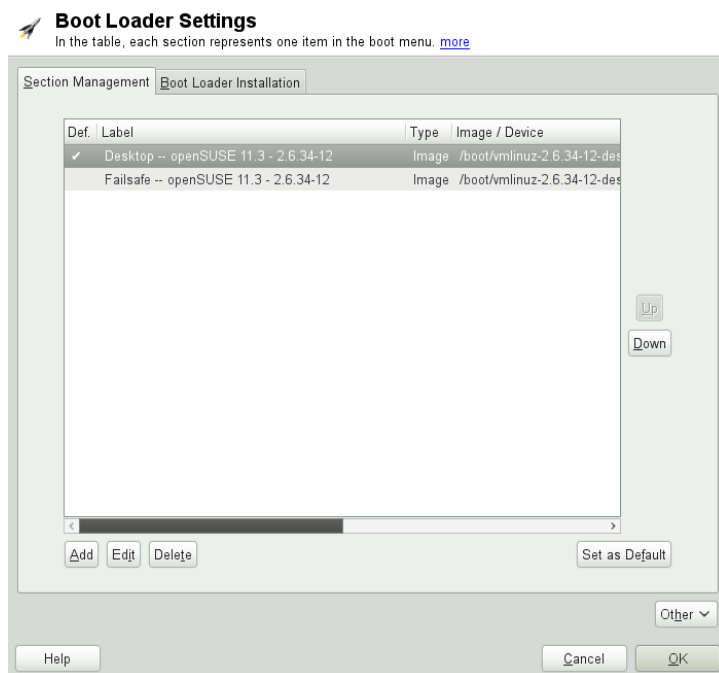 Boot Loader Settings
In the table, each section represents one item in the boot menu. more
Section Management Boot Loader Installation
Def. Label Type Image / Device
✔ Desktop -- openSUSE 11.3 - 2.6.34-12 Image /boot/vmlinuz-2.6.34-12-des
Failsafe -- openSUSE 11.3 - 2.6.34-12 Image /boot/vmlinuz-2.6.34-12-des
Up
Down
Add Edit Delete Set as Default
Other
Help Cancel OK